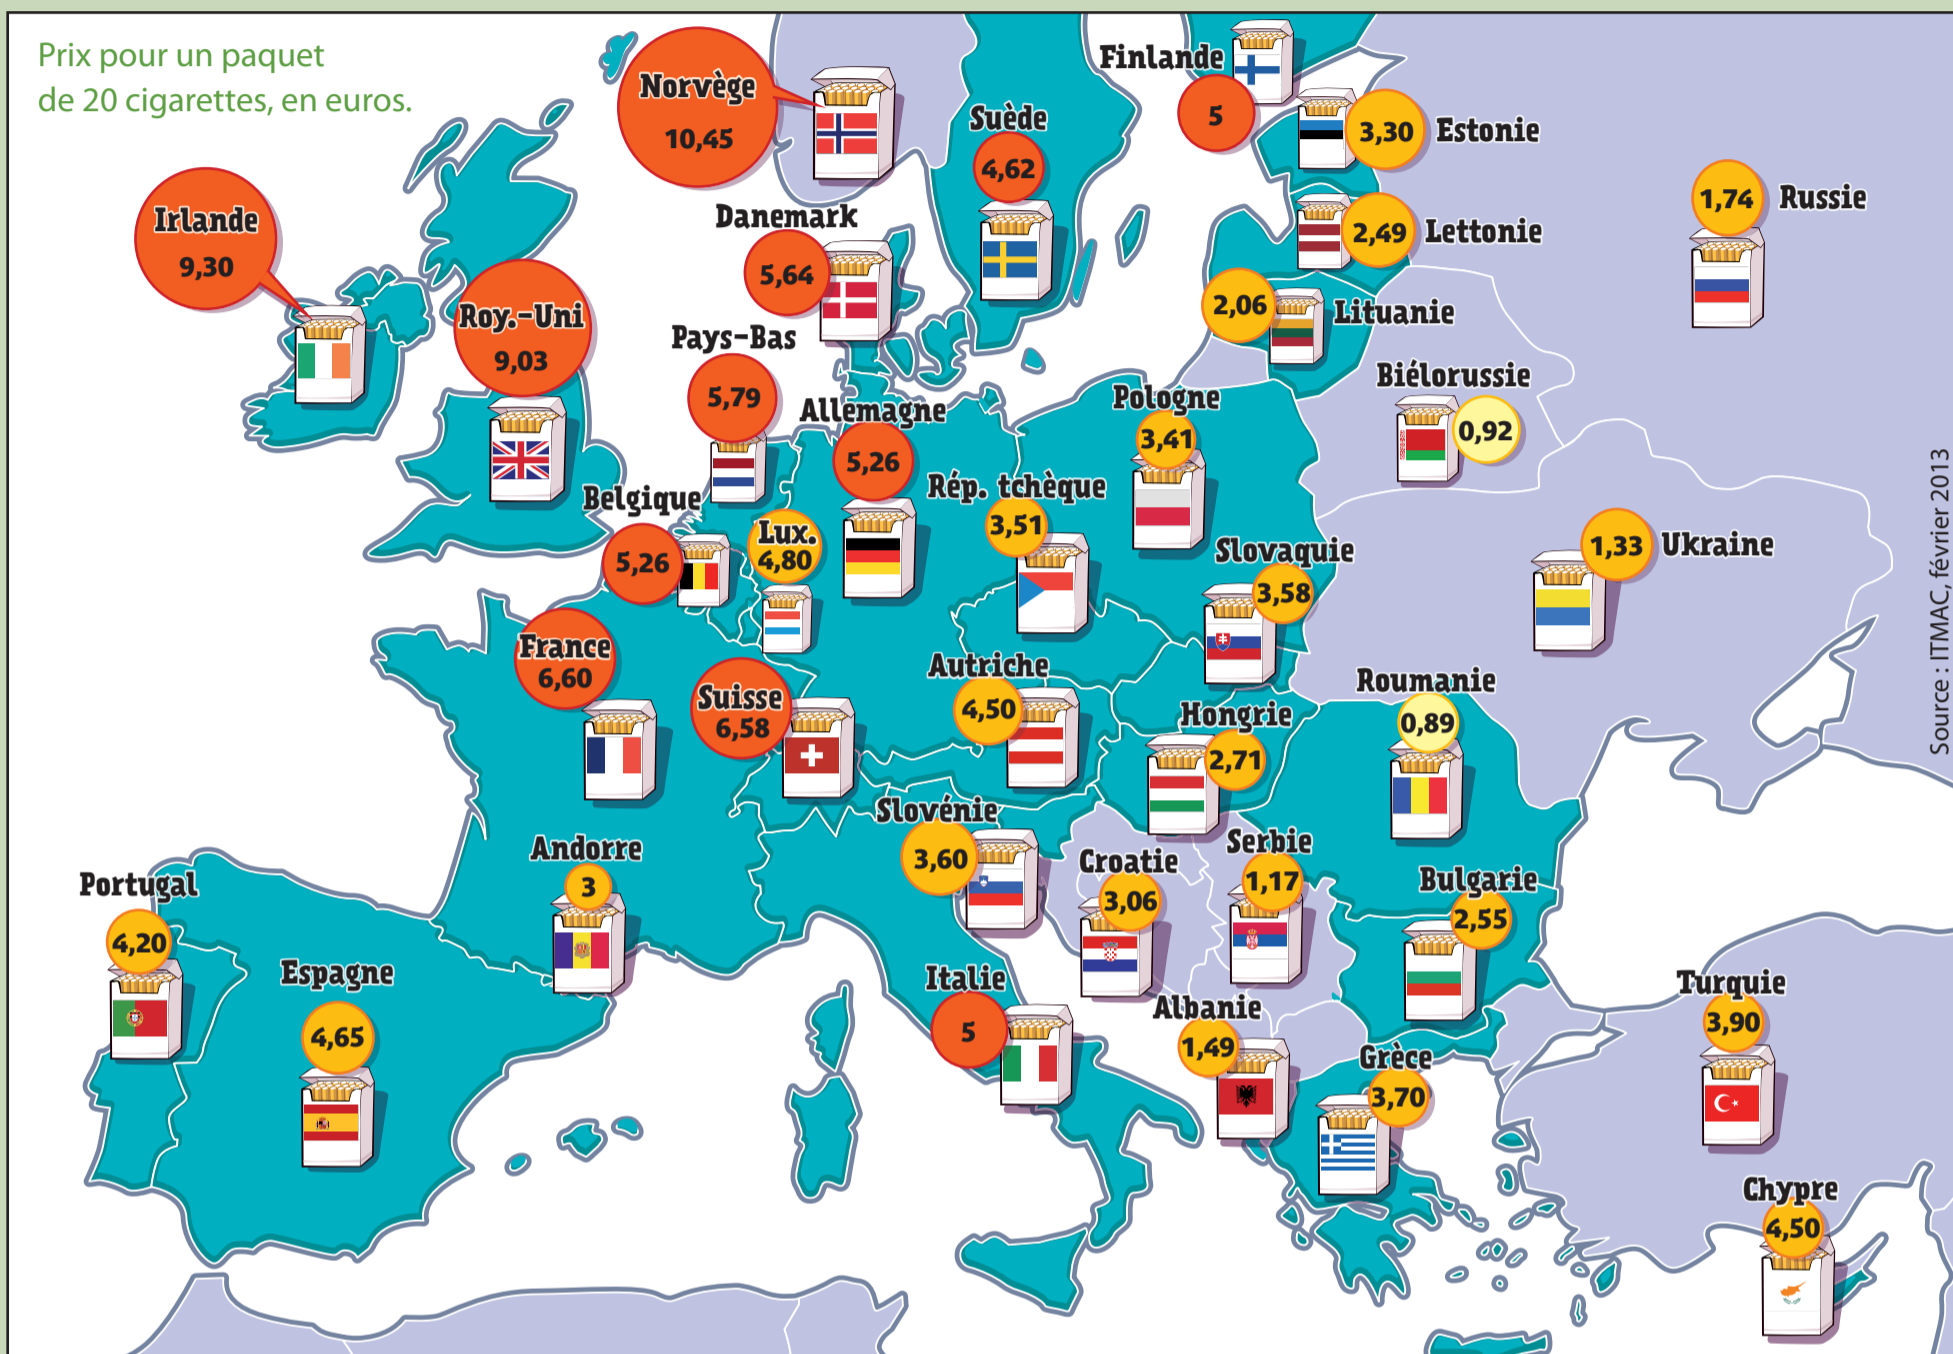 Prix pour un paquet
de 20 cigarettes, en euros.
Norvège
10,45
Finlande
5
Suède
4,62
3,30 Estonie
Irlande
9,30
Danemark
5,64
2,49 Lettonie
1,74 Russie
Roy.-Uni
9,03
2,06 Lituanie
Pays-Bas
5,79
Allemagne
5,26
Pologne
3,41
Biélorussie
0,92
Belgique
5,26
Lux.
4,80
Rép. tchèque
3,51
Slovaquie
3,58
1,33 Ukraine
France
6,60
Suisse
6,58
Autriche
4,50
Hongrie
2,71
Roumanie
0,89
Slovénie
3,60
Croatie
3,06
Serbie
1,17
Bulgarie
2,55
Andorre
3
Portugal
4,20
Espagne
4,65
Italie
5
Albanie
1,49
Grèce
3,70
Turquie
3,90
Chypre
4,50
Source : ITMAC, février 2013